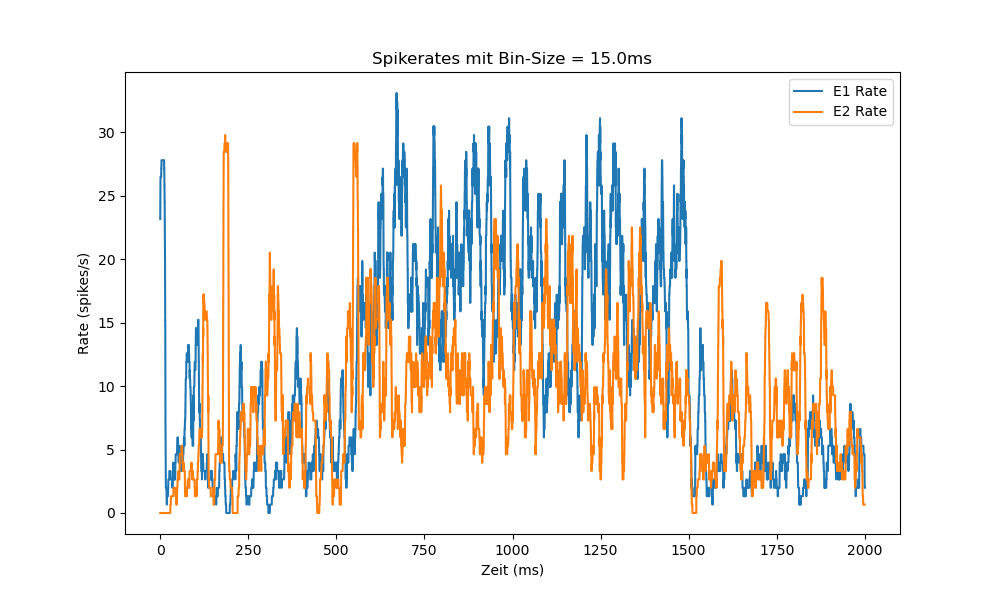 Spikerates mit Bin-Size = 15.0ms
E1 Rate
E2 Rate
Rate (spikes/s)
30
25
20
15
10
5
0
0 250 500 750 1000 1250 1500 1750 2000
Zeit (ms)